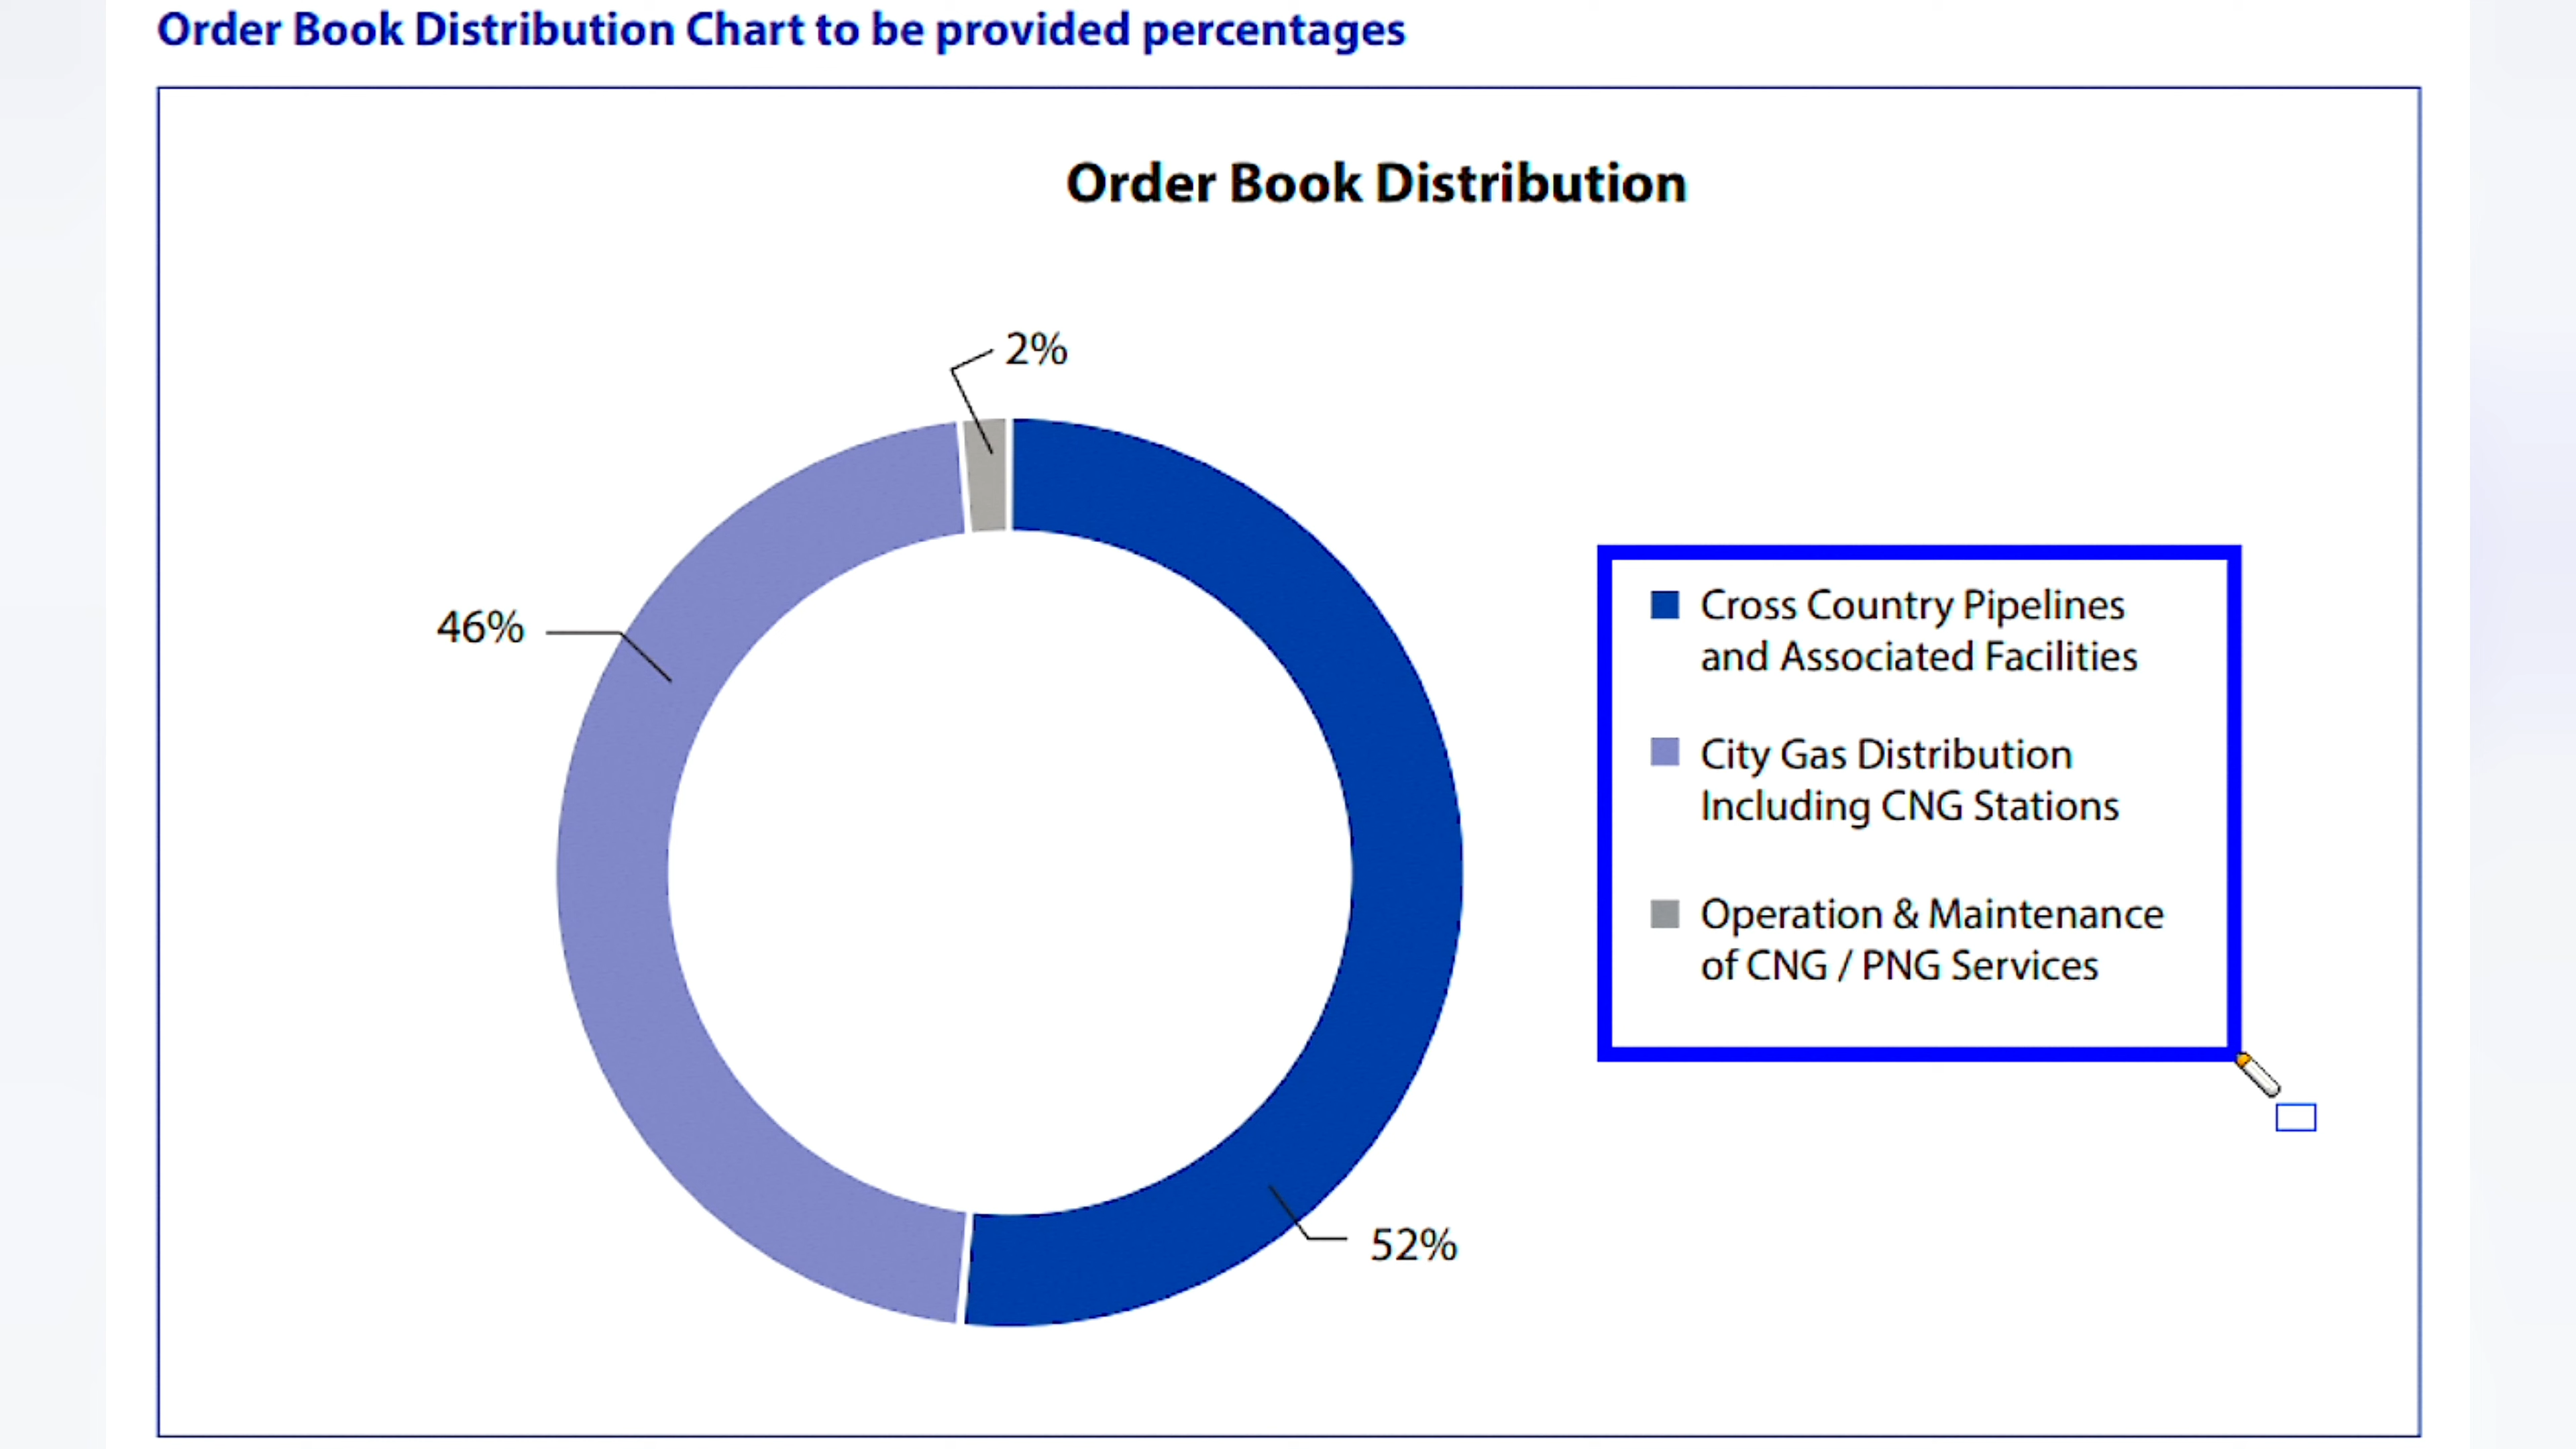 Order Book Distribution Chart to be provided percentages
Order Book Distribution
2%
46%
52%
Cross Country Pipelines
and Associated Facilities
City Gas Distribution
Including CNG Stations
Operation & Maintenance
of CNG / PNG Services